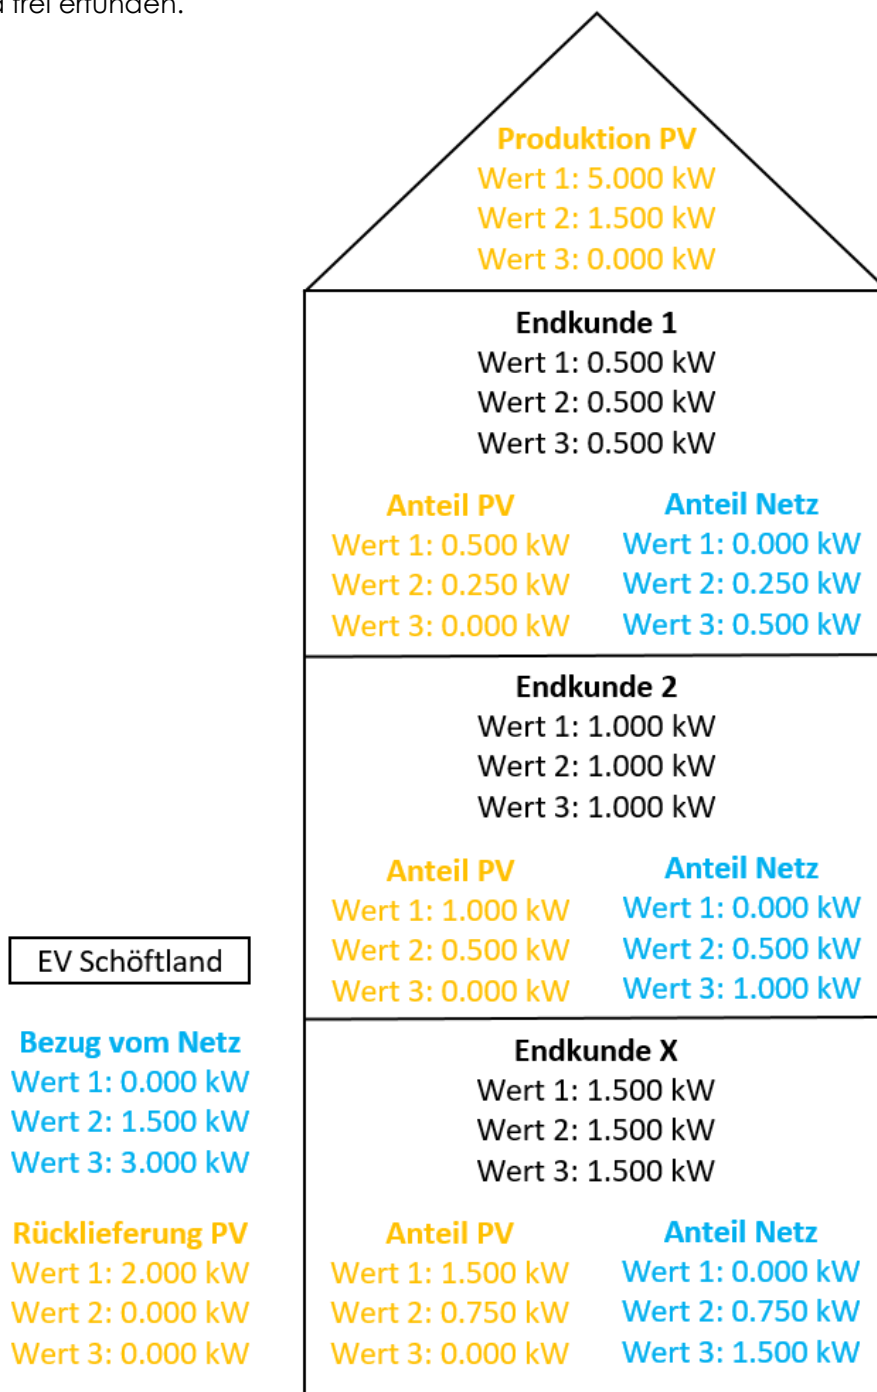 frei erfunden.
Produktion PV
Wert 1: 5.000 kW
Wert 2: 1.500 kW
Wert 3: 0.000 kW
Endkunde 1
Wert 1: 0.500 kW
Wert 2: 0.500 kW
Wert 3: 0.500 kW
Anteil PV
Wert 1: 0.500 kW
Wert 2: 0.250 kW
Wert 3: 0.000 kW
Anteil Netz
Wert 1: 0.000 kW
Wert 2: 0.250 kW
Wert 3: 0.500 kW
Endkunde 2
Wert 1: 1.000 kW
Wert 2: 1.000 kW
Wert 3: 1.000 kW
Anteil PV
Wert 1: 1.000 kW
Wert 2: 0.500 kW
Wert 3: 0.000 kW
Anteil Netz
Wert 1: 0.000 kW
Wert 2: 0.500 kW
Wert 3: 1.000 kW
EV Schöftland
Bezug vom Netz
Wert 1: 0.000 kW
Wert 2: 1.500 kW
Wert 3: 3.000 kW
Rücklieferung PV
Wert 1: 2.000 kW
Wert 2: 0.000 kW
Wert 3: 0.000 kW
Endkunde X
Wert 1: 1.500 kW
Wert 2: 1.500 kW
Wert 3: 1.500 kW
Anteil PV
Wert 1: 1.500 kW
Wert 2: 0.750 kW
Wert 3: 0.000 kW
Anteil Netz
Wert 1: 0.000 kW
Wert 2: 0.750 kW
Wert 3: 1.500 kW